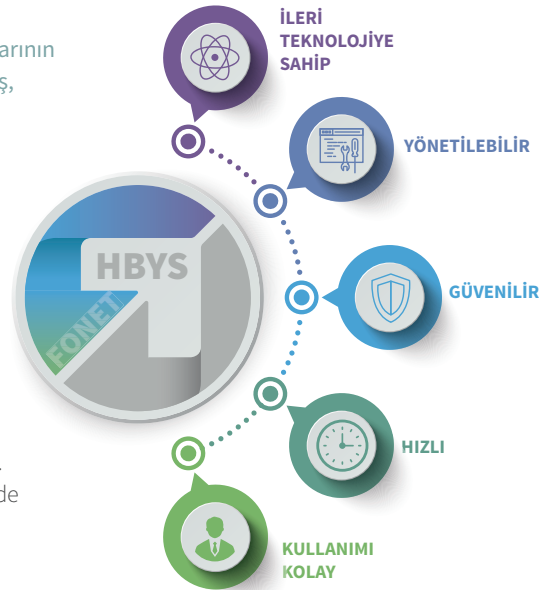 arının
ş,
İLERİ
TEKNOLOJİYE
SAHİP
YÖNETİLEBİLİR
HBYS
FONET
GÜVENİLİR
HIZLI
de
KULLANIMI
KOLAY